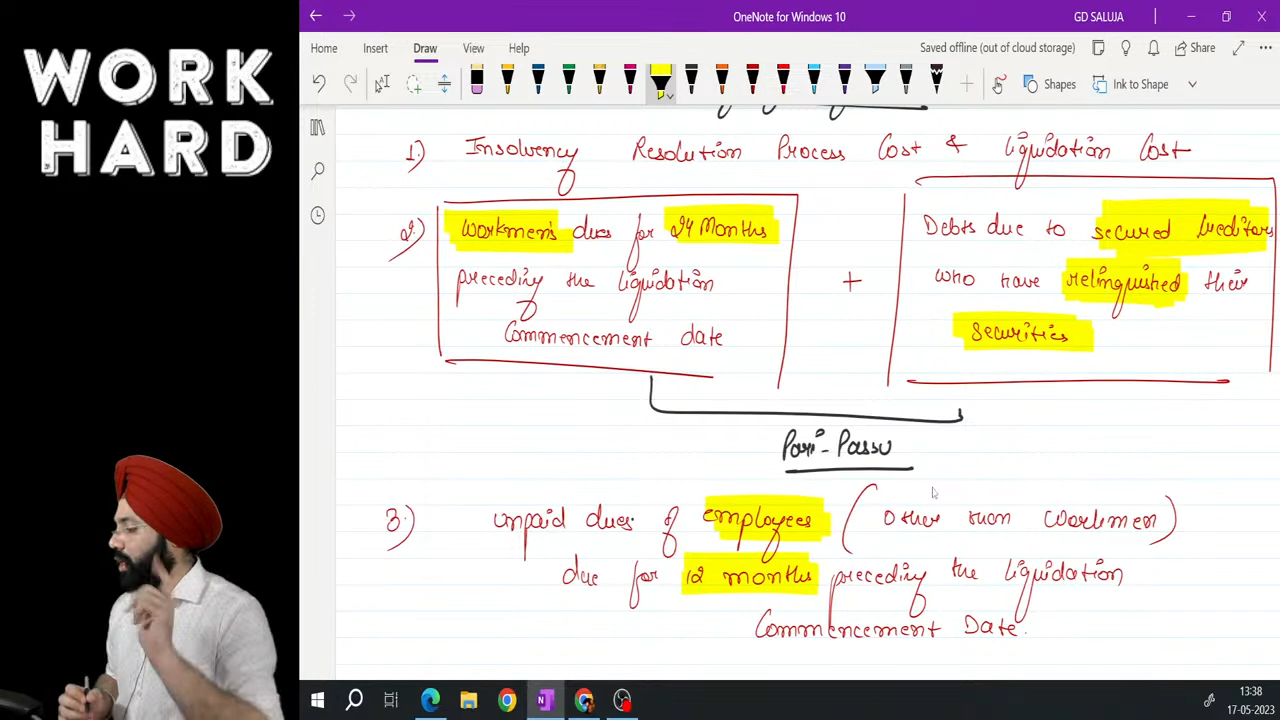 WORK
HARD
OneNote for Windows 10
GD SALUJA
Home Insert Draw View Help
Saved offline (out of cloud storage)
Share
Shapes
Ink to Shape
1.) Insolvency Resolution Process Cost & Liquidation Cost
2.) Workmen's dues for 24 Months
preceding the liquidation
Commencement date
+
Debts due to secured Creditors
who have relinquished their
Securities
Pari-Passu
3.) unpaid dues of employees (other than workmen)
due for 12 months preceding the liquidation
Commencement Date.
13:38
17-05-2023